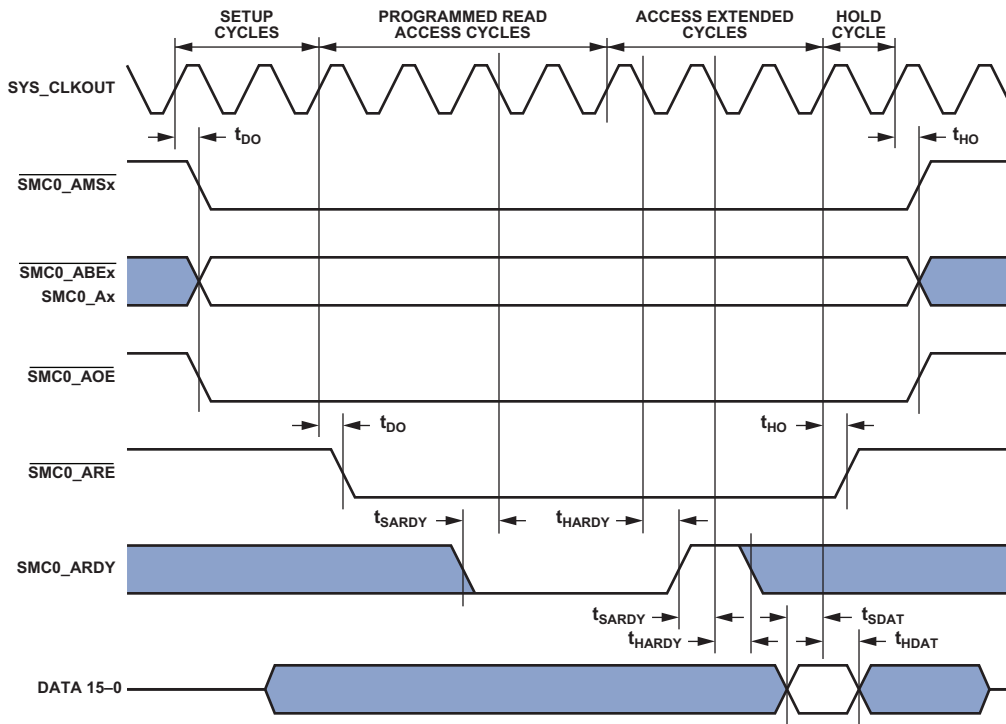 SETUP
CYCLES
PROGRAMMED READ
ACCESS CYCLES
ACCESS EXTENDED
CYCLES
HOLD
CYCLE
SYS_CLKOUT
tDO
tHO
SMC0_AMSx
SMC0_ABEx
SMC0_Ax
SMC0_AOE
tDO
tHO
SMC0_ARE
tSARDY
tHARDY
SMC0_ARDY
tSARDY
tSDAT
tHARDY
tHDAT
DATA 15–0